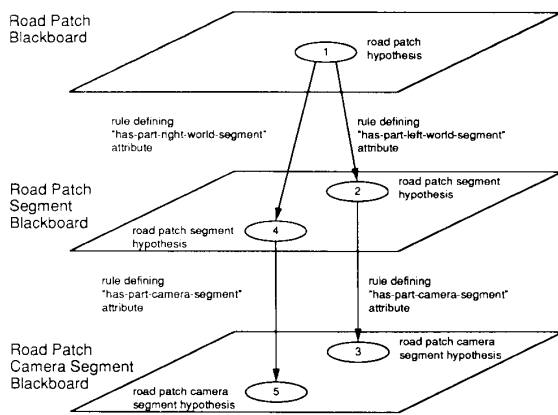 Road Patch
Blackboard
1
road patch
hypothesis
rule defining
"has-part-right-world-segment"
attribute
rule defining
"has-part-left-world-segment"
attribute
Road Patch
Segment
Blackboard
2
road patch segment
hypothesis
4
road patch segment
hypothesis
rule defining
"has-part-camera-segment"
attribute
rule defining
"has-part-camera-segment"
attribute
Road Patch
Camera Segment
Blackboard
3
road patch camera
segment hypothesis
5
road patch camera
segment hypothesis